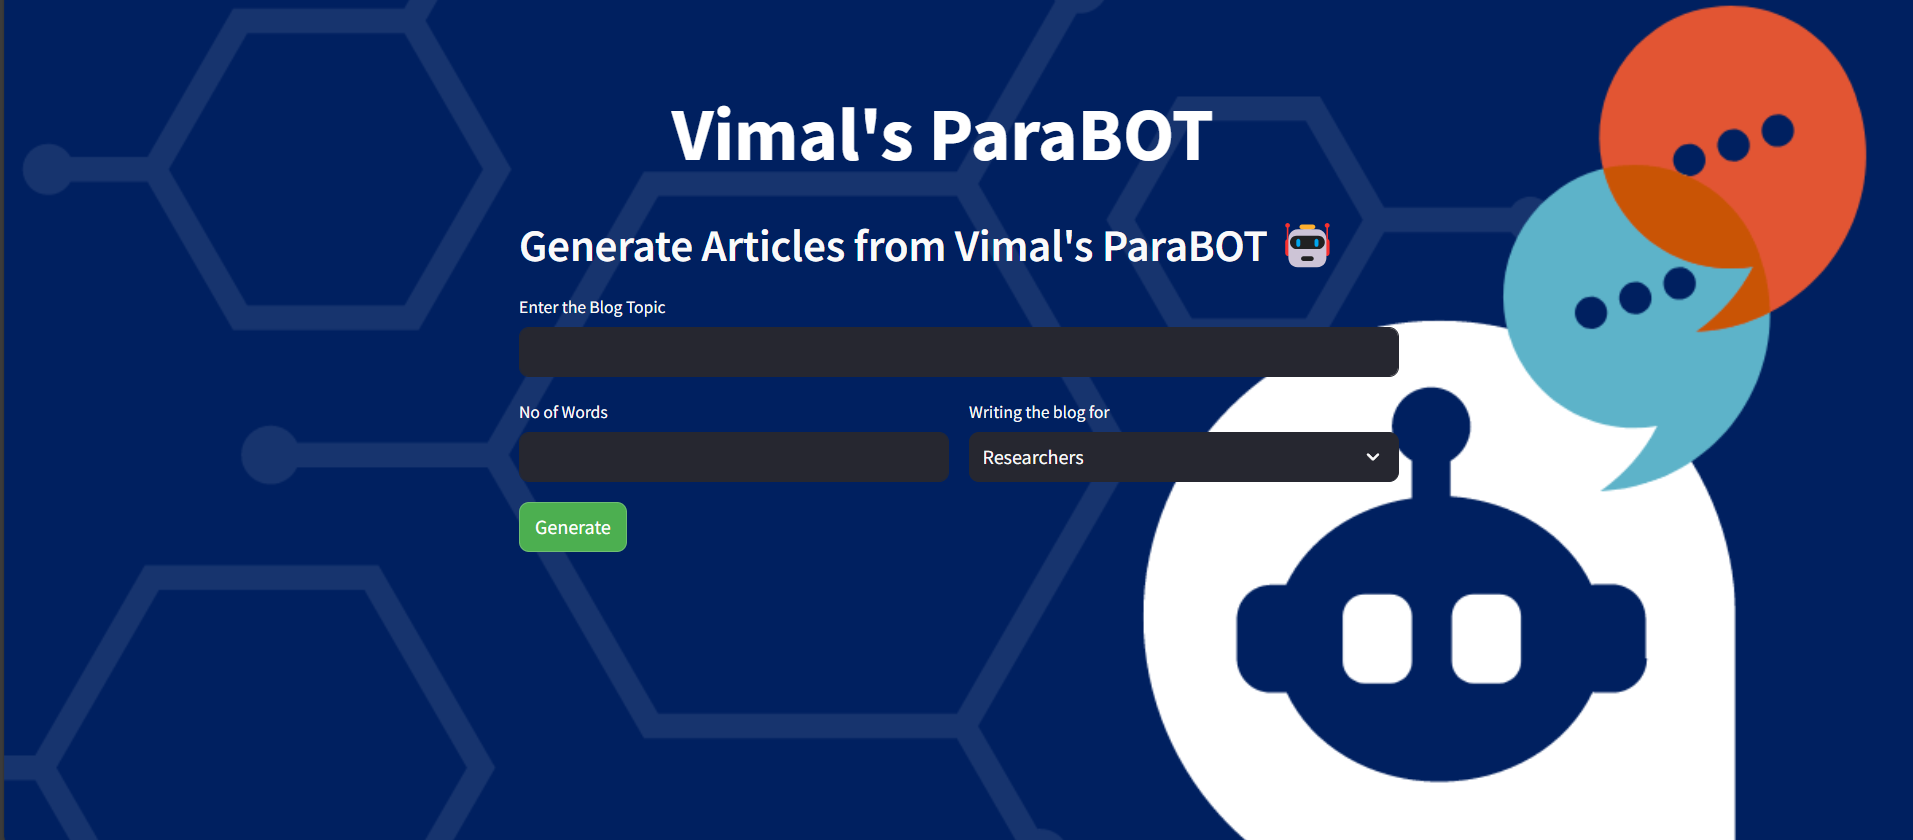 Vimal's ParaBOT
Generate Articles from Vimal's ParaBOT 🤖
Enter the Blog Topic
No of Words
Writing the blog for
Researchers
Generate